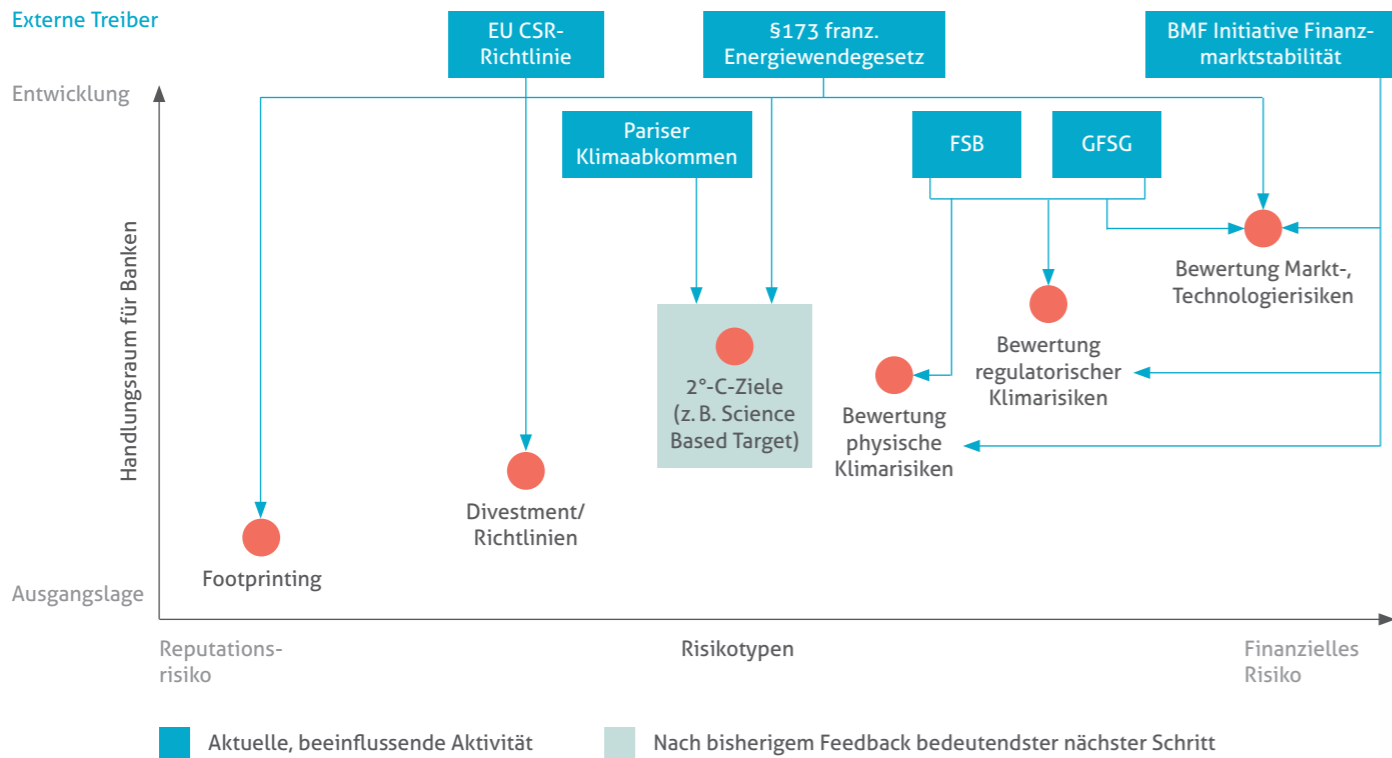 Externe Treiber
EU CSR-
Richtlinie
§173 franz.
Energiewendegesetz
BMF Initiative Finanz-
marktstabilität
Entwicklung
Pariser
Klimaabkommen
FSB
GFSG
Handlungsraum für Banken
Bewertung Markt-,
Technologierisiken
Bewertung
regulatorischer
Klimarisiken
2°-C-Ziele
(z. B. Science
Based Target)
Bewertung
physische
Klimarisiken
Divestment/
Richtlinien
Footprinting
Ausgangslage
Reputations-
risiko
Risikotypen
Finanzielles
Risiko
Aktuelle, beeinflussende Aktivität
Nach bisherigem Feedback bedeutendster nächster Schritt